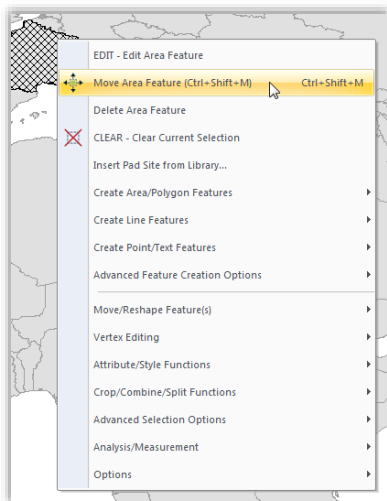 EDIT - Edit Area Feature
Move Area Feature (Ctrl+Shift+M) Ctrl+Shift+M
Delete Area Feature
CLEAR - Clear Current Selection
Insert Pad Site from Library...
Create Area/Polygon Features
Create Line Features
Create Point/Text Features
Advanced Feature Creation Options
Move/Reshape Feature(s)
Vertex Editing
Attribute/Style Functions
Crop/Combine/Split Functions
Advanced Selection Options
Analysis/Measurement
Options